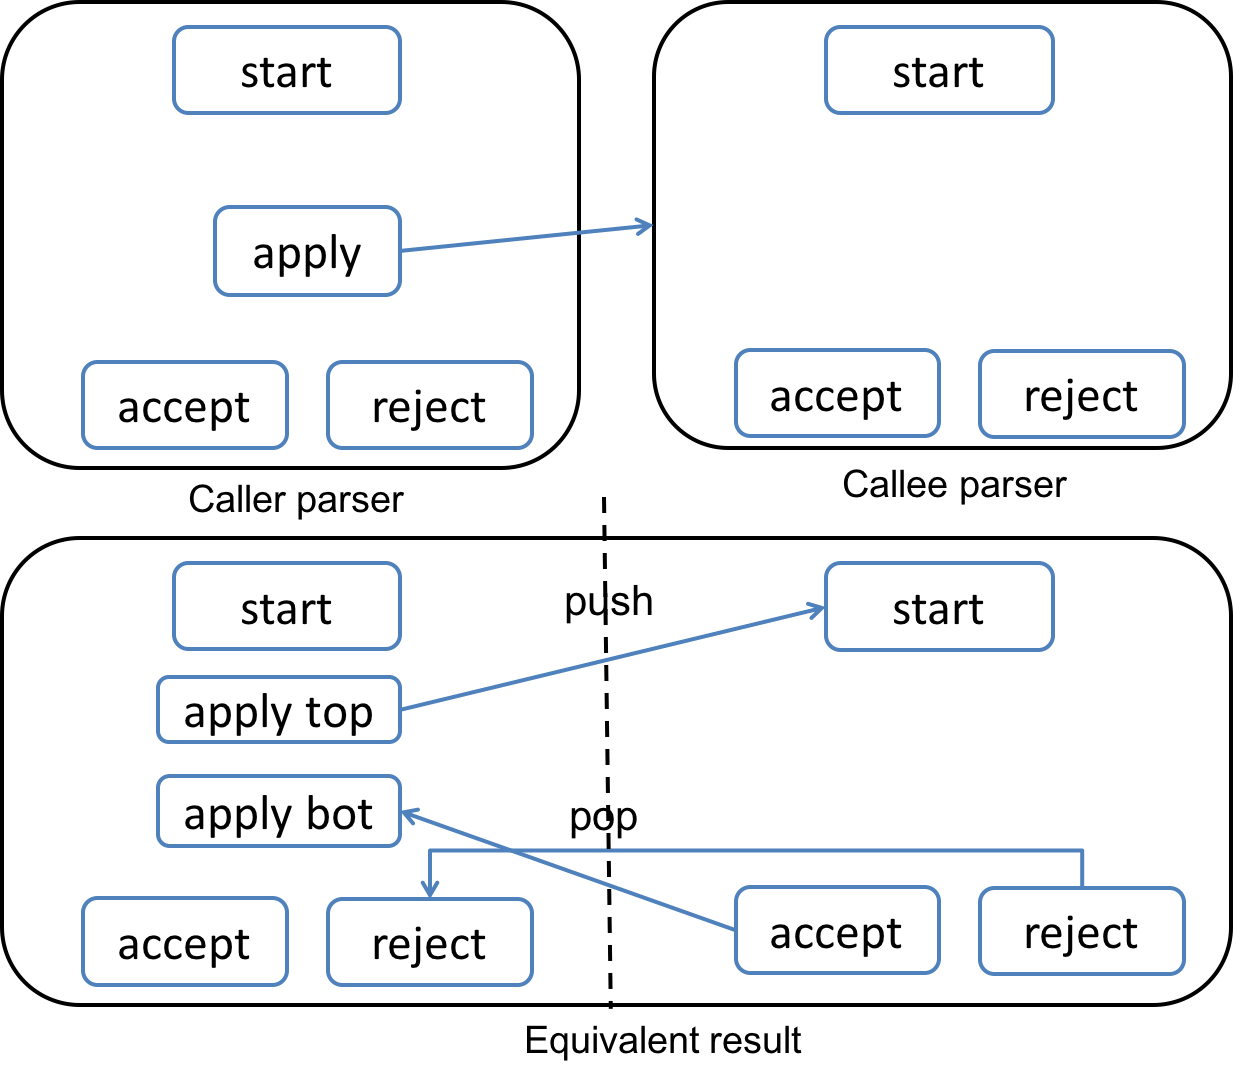 start
start
apply
accept
reject
accept
reject
Caller parser
Callee parser
start
push
start
apply top
apply bot
pop
accept
reject
accept
reject
Equivalent result